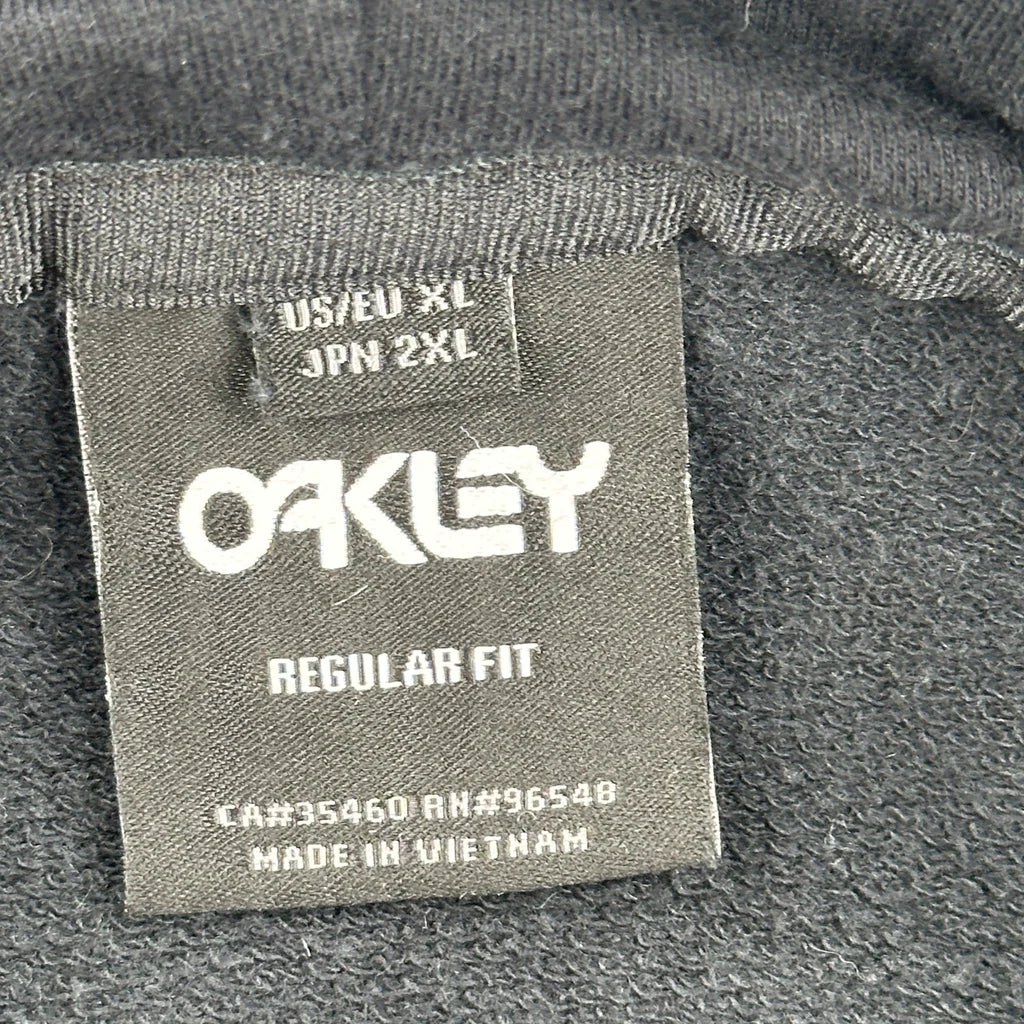 US/EU XL
JPN 2XL
OAKLEY
REGULAR FIT
CA#35460 RN#96548
MADE IN VIETNAM